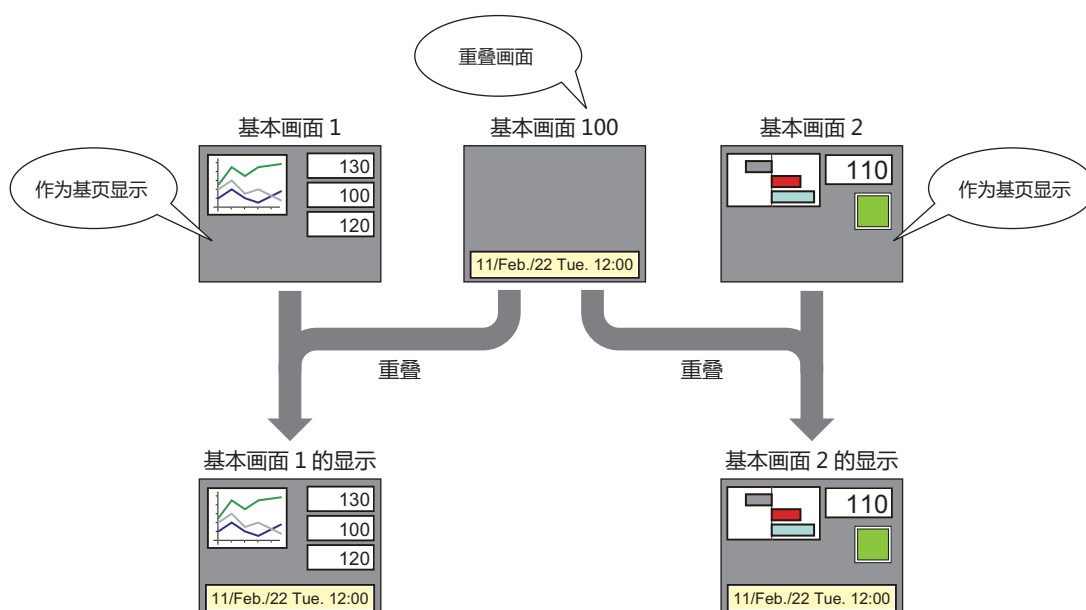 重叠画面
基本画面 1
基本画面 100
基本画面 2
作为基页显示
130
100
120
11/Feb./22 Tue. 12:00
110
作为基页显示
重叠
重叠
基本画面 1 的显示
基本画面 2 的显示
130
100
120
11/Feb./22 Tue. 12:00
110
11/Feb./22 Tue. 12:00